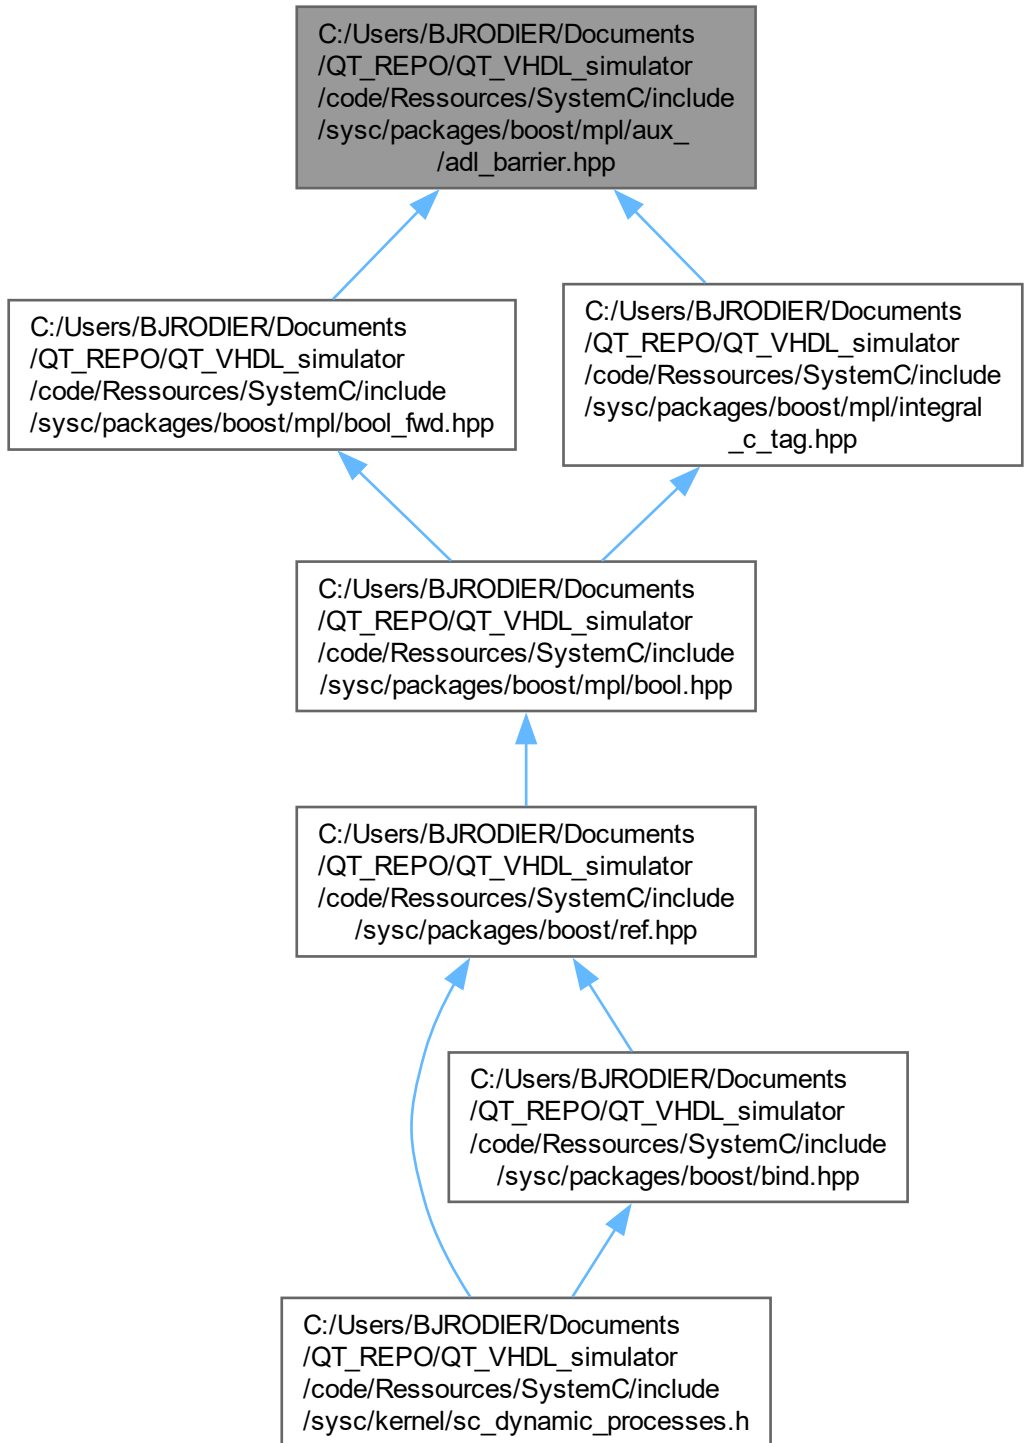 C:/Users/BJRODIER/Documents
/QT_REPO/QT_VHDL_simulator
/code/Ressources/SystemC/include
/sysc/packages/boost/mpl/aux_
/adl_barrier.hpp
C:/Users/BJRODIER/Documents
/QT_REPO/QT_VHDL_simulator
/code/Ressources/SystemC/include
/sysc/packages/boost/mpl/bool_fwd.hpp
C:/Users/BJRODIER/Documents
/QT_REPO/QT_VHDL_simulator
/code/Ressources/SystemC/include
/sysc/packages/boost/mpl/integral
_c_tag.hpp
C:/Users/BJRODIER/Documents
/QT_REPO/QT_VHDL_simulator
/code/Ressources/SystemC/include
/sysc/packages/boost/mpl/bool.hpp
C:/Users/BJRODIER/Documents
/QT_REPO/QT_VHDL_simulator
/code/Ressources/SystemC/include
/sysc/packages/boost/ref.hpp
C:/Users/BJRODIER/Documents
/QT_REPO/QT_VHDL_simulator
/code/Ressources/SystemC/include
/sysc/packages/boost/bind.hpp
C:/Users/BJRODIER/Documents
/QT_REPO/QT_VHDL_simulator
/code/Ressources/SystemC/include
/sysc/kernel/sc_dynamic_processes.h